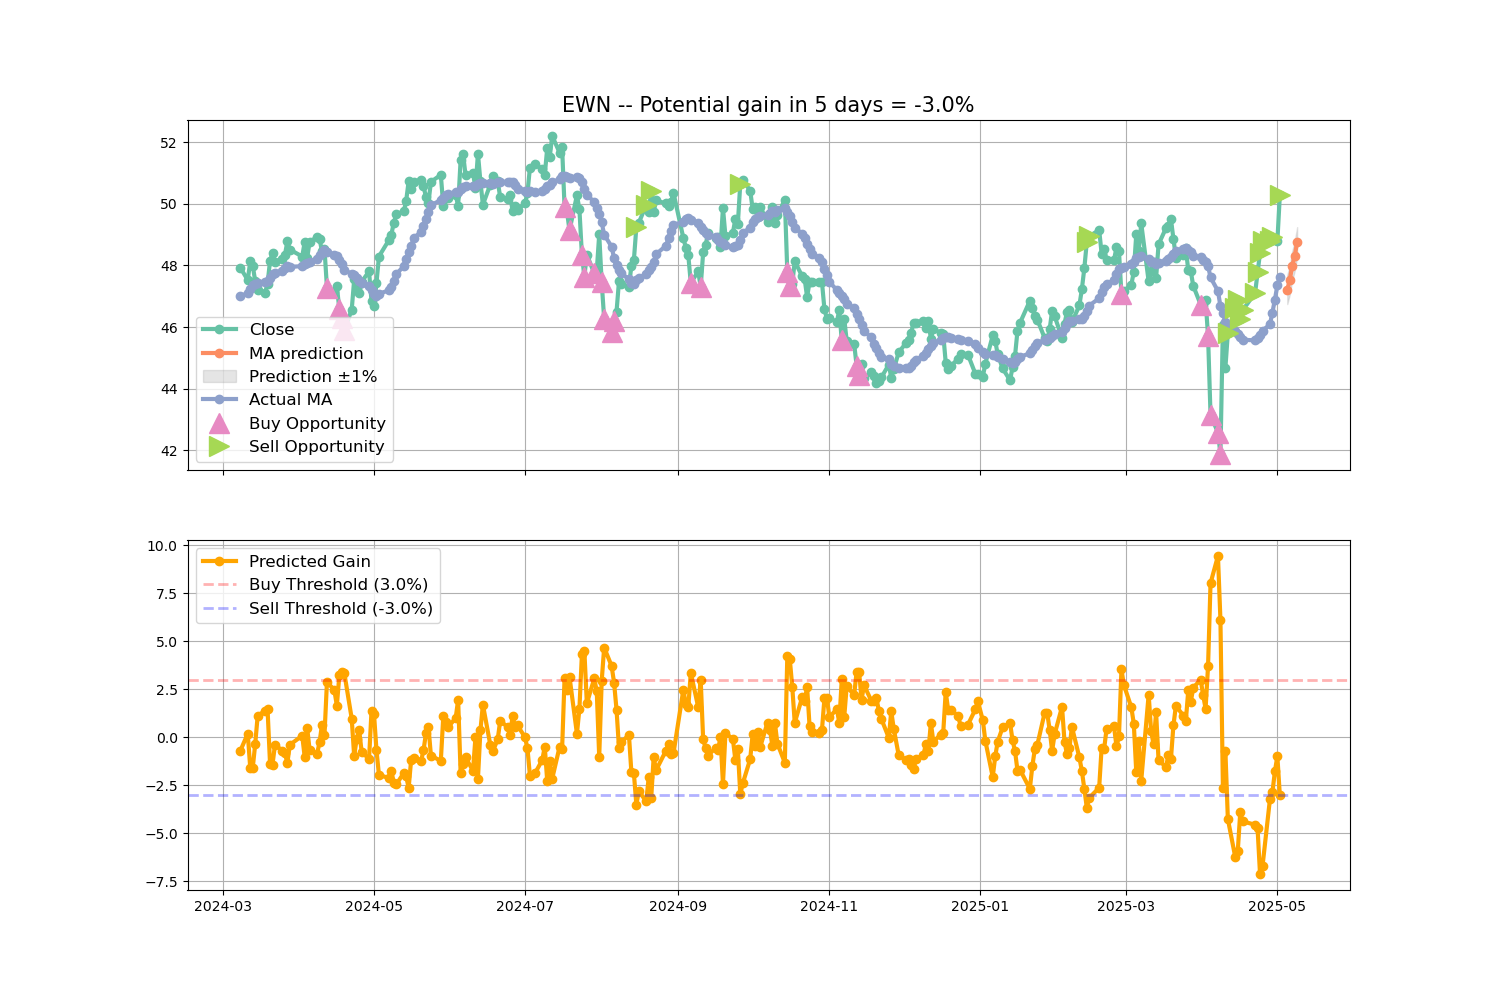 EWN -- Potential gain in 5 days = -3.0%
52
50
48
46
44
42
Close
MA prediction
Prediction ±1%
Actual MA
Buy Opportunity
Sell Opportunity
10.0
7.5
5.0
2.5
0.0
−2.5
−5.0
−7.5
Predicted Gain
Buy Threshold (3.0%)
Sell Threshold (-3.0%)
2024-03 2024-05 2024-07 2024-09 2024-11 2025-01 2025-03 2025-05